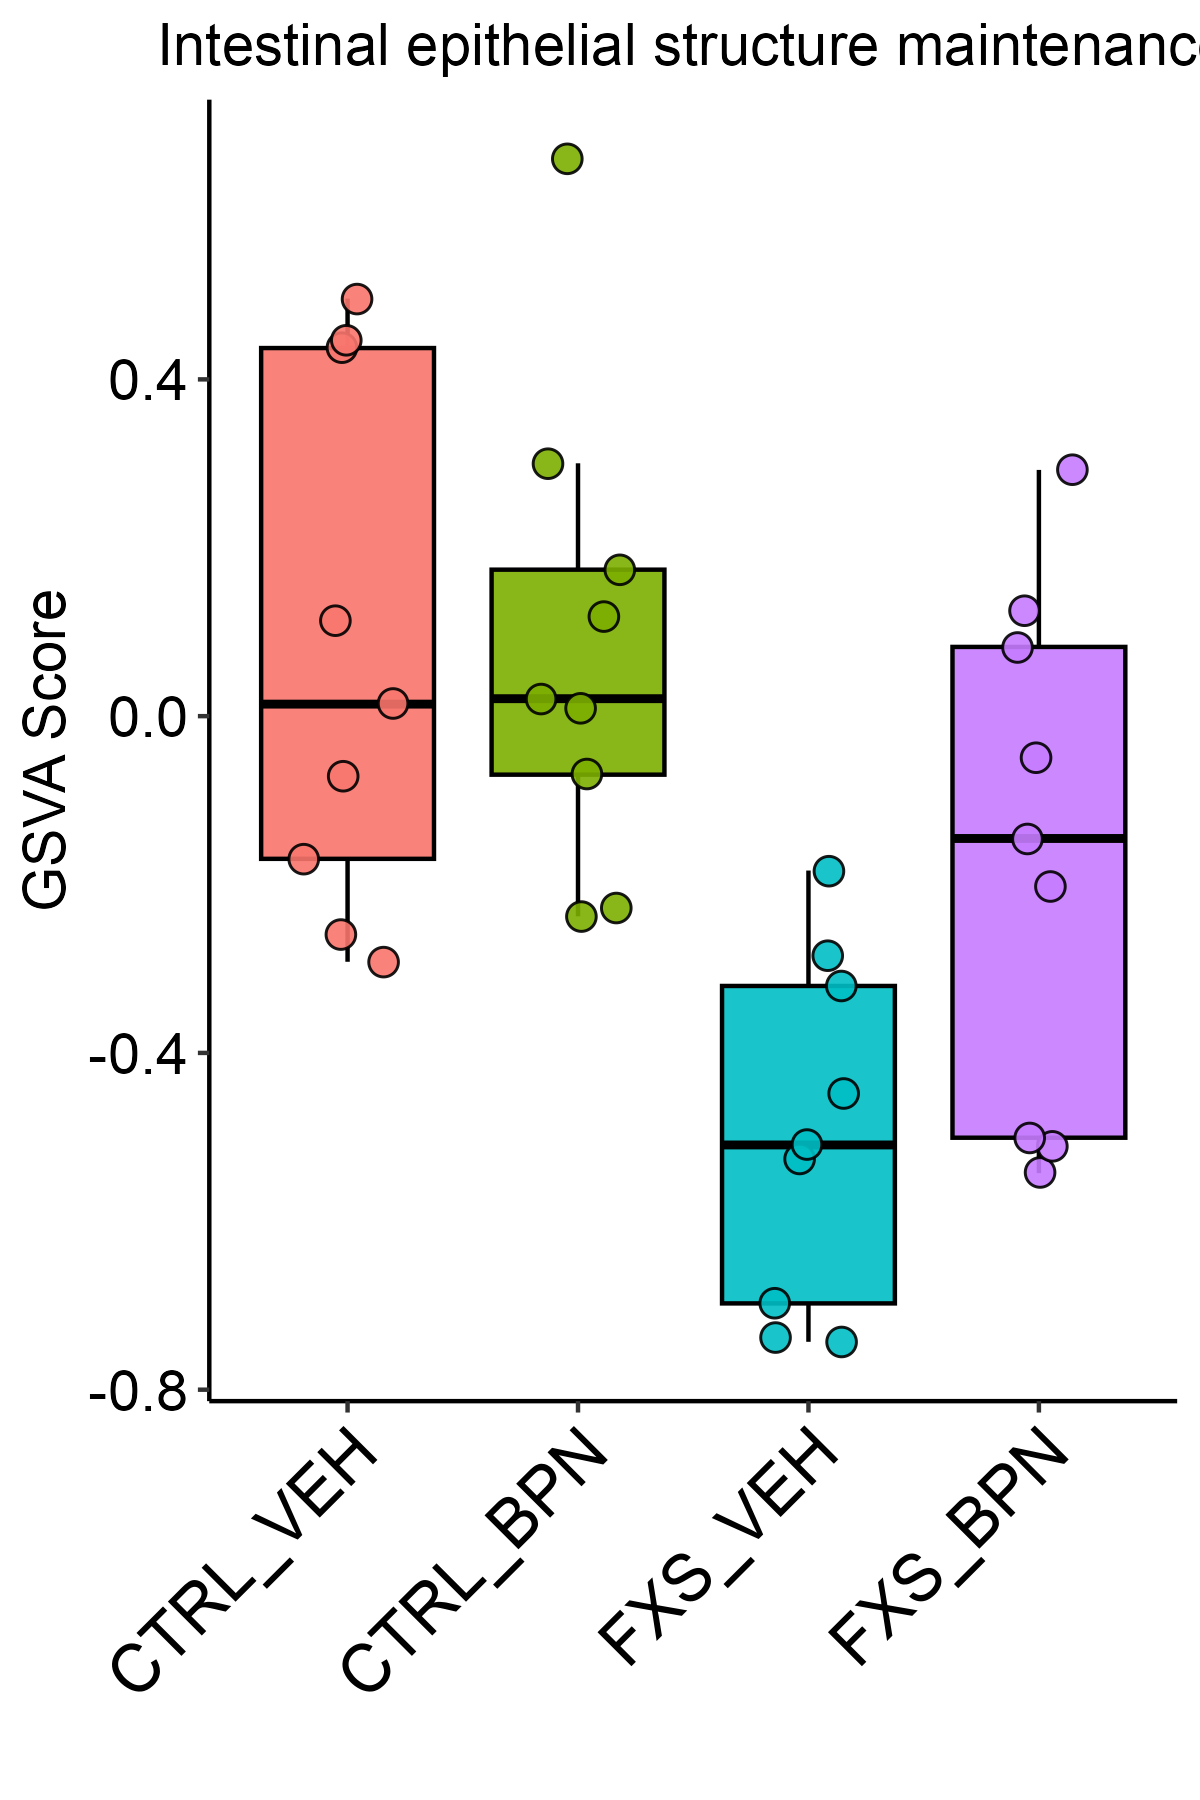 Intestinal epithelial structure maintenanc
GSVA Score
0.4
0.0
-0.4
-0.8
CTRL_VEH
CTRL_BPN
FXS_VEH
FXS_BPN